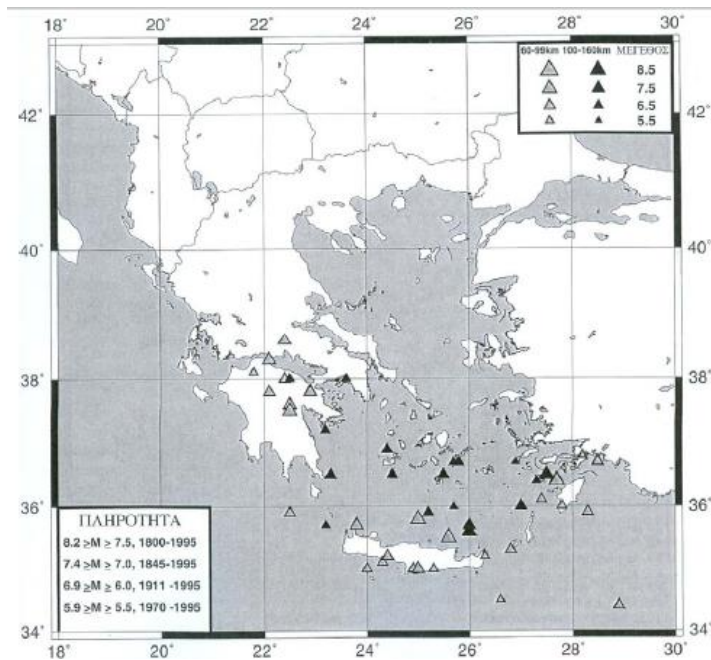 18° 20° 22° 24° 26° 28° 30°
60-99km 100-160km ΜΕΓΕΘΟΣ
8.5
7.5
6.5
5.5
42° 42°
40° 40°
38° 38°
36° 36°
ΠΛΗΡΟΤΗΤΑ
8.2 ≥M ≥ 7.5, 1800-1995
7.4 ≥M ≥ 7.0, 1845-1995
6.9 ≥M ≥ 6.0, 1911 -1995
5.9 ≥M ≥ 5.5, 1970 -1995
34° 34°
18° 20° 22° 24° 26° 28° 30°